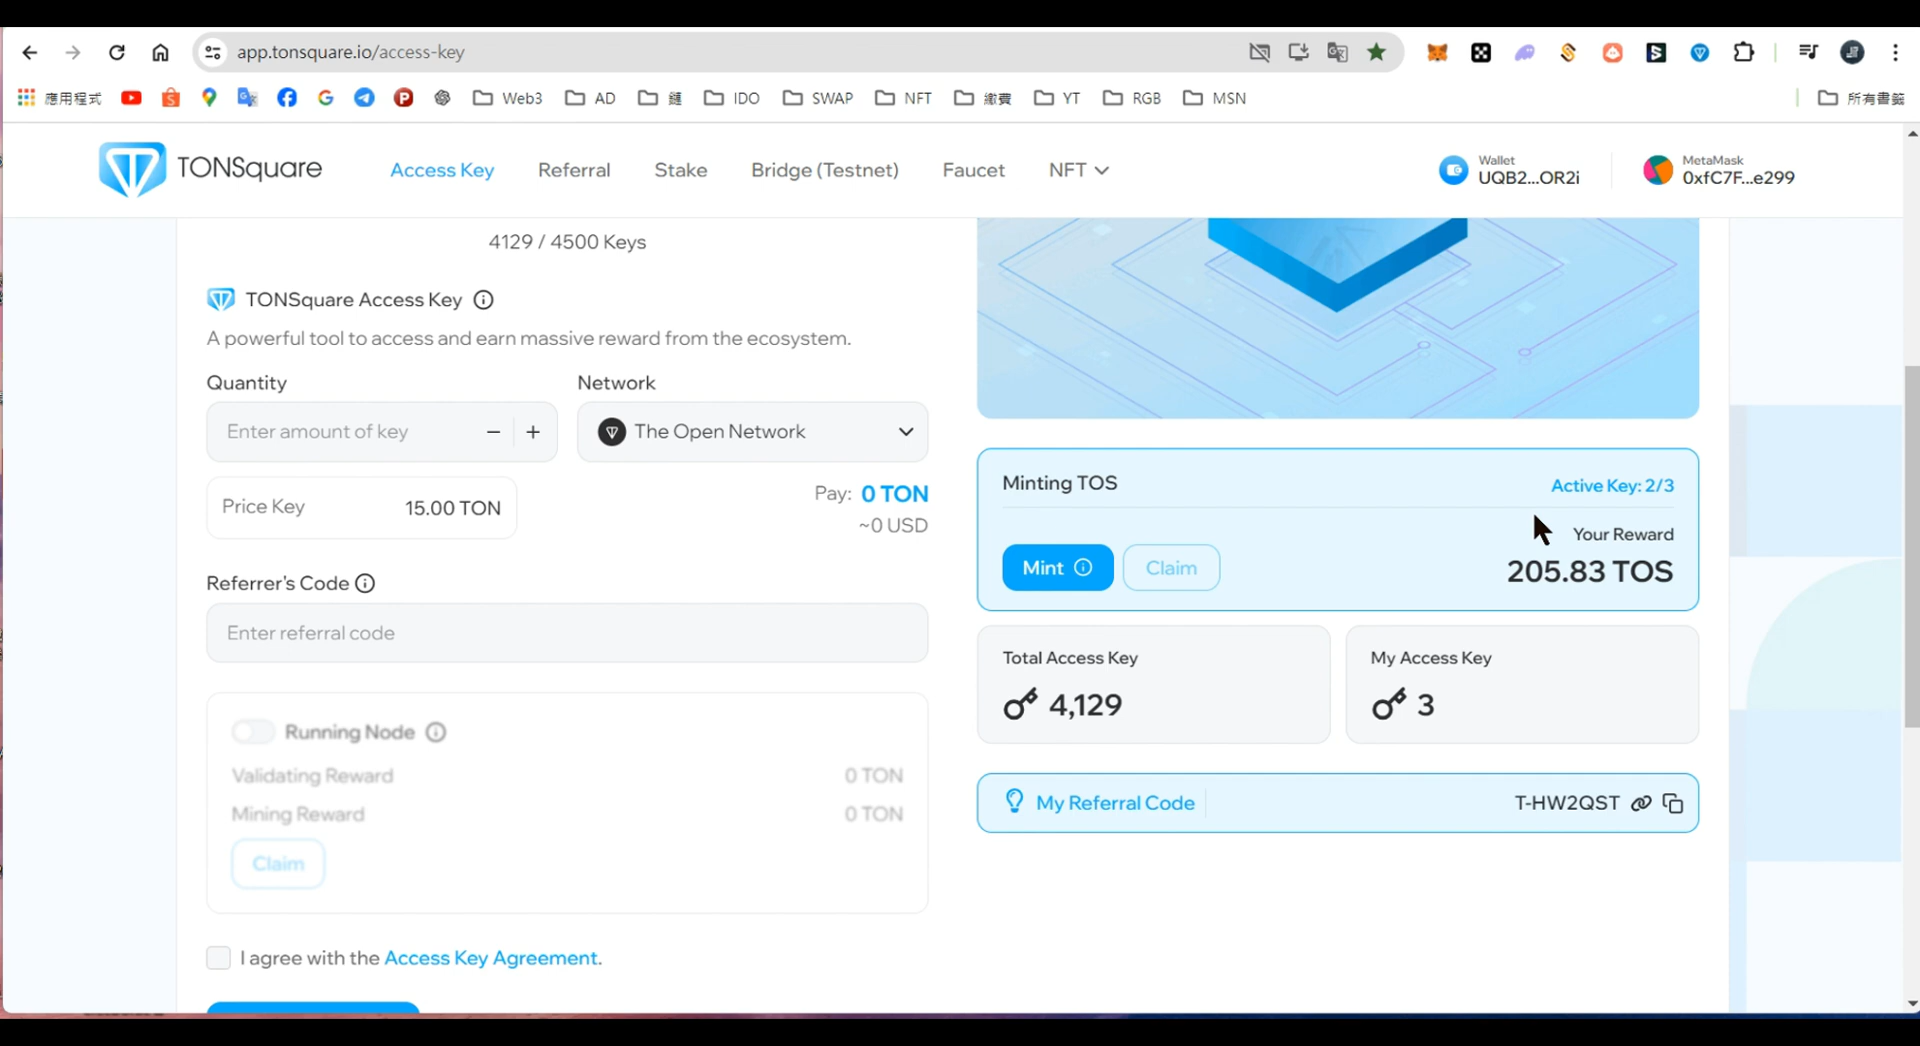 app.tonsquare.io/access-key
應用程式
Web3
AD
鏈
IDO
SWAP
NFT
繳費
YT
RGB
MSN
所有書籤
TONSquare
Access Key
Referral
Stake
Bridge (Testnet)
Faucet
NFT
Wallet
UQB2...OR2i
MetaMask
0xfC7F...e299
4129 / 4500 Keys
TONSquare Access Key
A powerful tool to access and earn massive reward from the ecosystem.
Quantity
Network
Enter amount of key
The Open Network
Price Key
15.00 TON
Pay: 0 TON
~0 USD
Referrer's Code
Enter referral code
Running Node
Validating Reward
0 TON
Mining Reward
0 TON
Claim
I agree with the Access Key Agreement.
Minting TOS
Active Key: 2/3
Your Reward
Mint
Claim
205.83 TOS
Total Access Key
4,129
My Access Key
3
My Referral Code
T-HW2QST